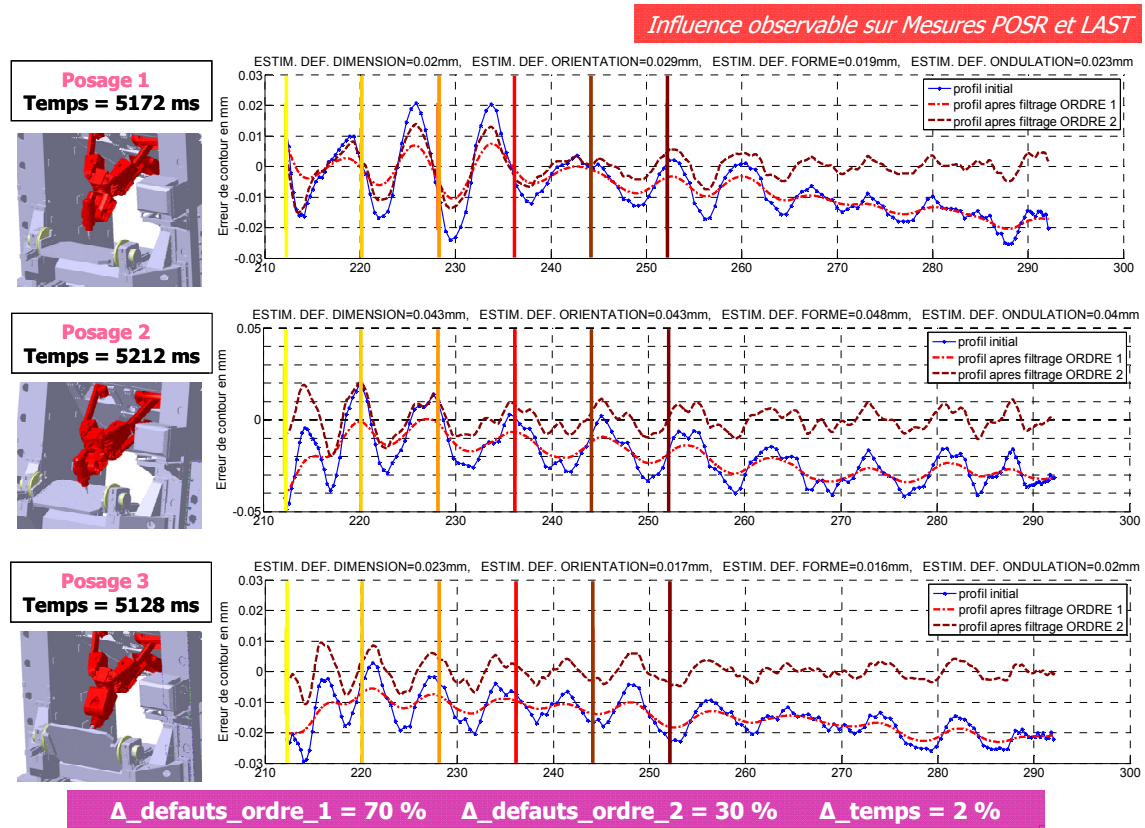 Influence observable sur Mesures POSR et LAST
Posage 1
Temps = 5172 ms
ESTIM. DEF. DIMENSION=0.02mm, ESTIM. DEF. ORIENTATION=0.029mm, ESTIM. DEF. FORME=0.019mm, ESTIM. DEF. ONDULATION=0.023mm
Erreur de contour en mm
0.03
0.02
0.01
0
-0.01
-0.02
-0.03
profil initial
profil apres filtrage ORDRE 1
profil apres filtrage ORDRE 2
210 220 230 240 250 260 270 280 290 300
Posage 2
Temps = 5212 ms
ESTIM. DEF. DIMENSION=0.043mm, ESTIM. DEF. ORIENTATION=0.043mm, ESTIM. DEF. FORME=0.048mm, ESTIM. DEF. ONDULATION=0.04mm
Erreur de contour en mm
0.05
0
-0.05
profil initial
profil apres filtrage ORDRE 1
profil apres filtrage ORDRE 2
210 220 230 240 250 260 270 280 290 300
Posage 3
Temps = 5128 ms
ESTIM. DEF. DIMENSION=0.023mm, ESTIM. DEF. ORIENTATION=0.017mm, ESTIM. DEF. FORME=0.016mm, ESTIM. DEF. ONDULATION=0.02mm
Erreur de contour en mm
0.03
0.02
0.01
0
-0.01
-0.02
-0.03
profil initial
profil apres filtrage ORDRE 1
profil apres filtrage ORDRE 2
210 220 230 240 250 260 270 280 290 300
Δ_defauts_ordre_1 = 70 % Δ_defauts_ordre_2 = 30 % Δ_temps = 2 %